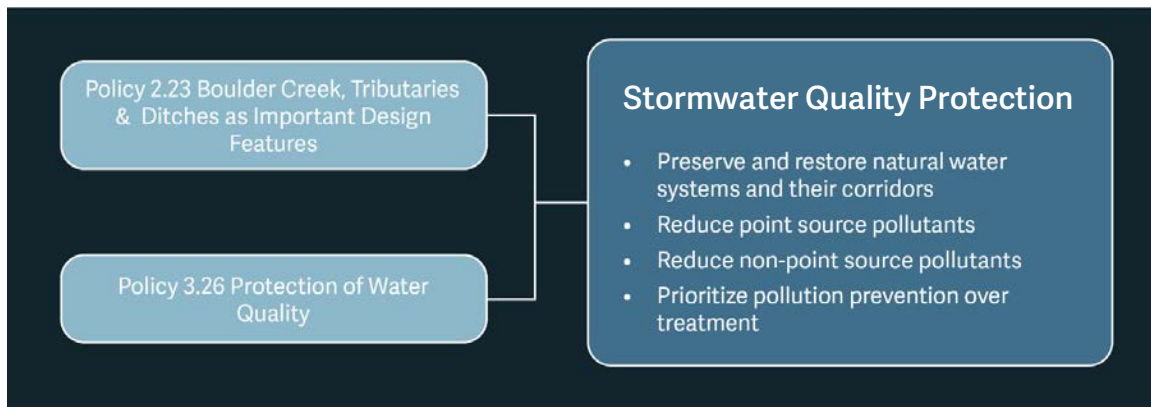 Policy 2.23 Boulder Creek, Tributaries
& Ditches as Important Design
Features
Policy 3.26 Protection of Water
Quality
Stormwater Quality Protection
• Preserve and restore natural water
systems and their corridors
• Reduce point source pollutants
• Reduce non-point source pollutants
• Prioritize pollution prevention over
treatment